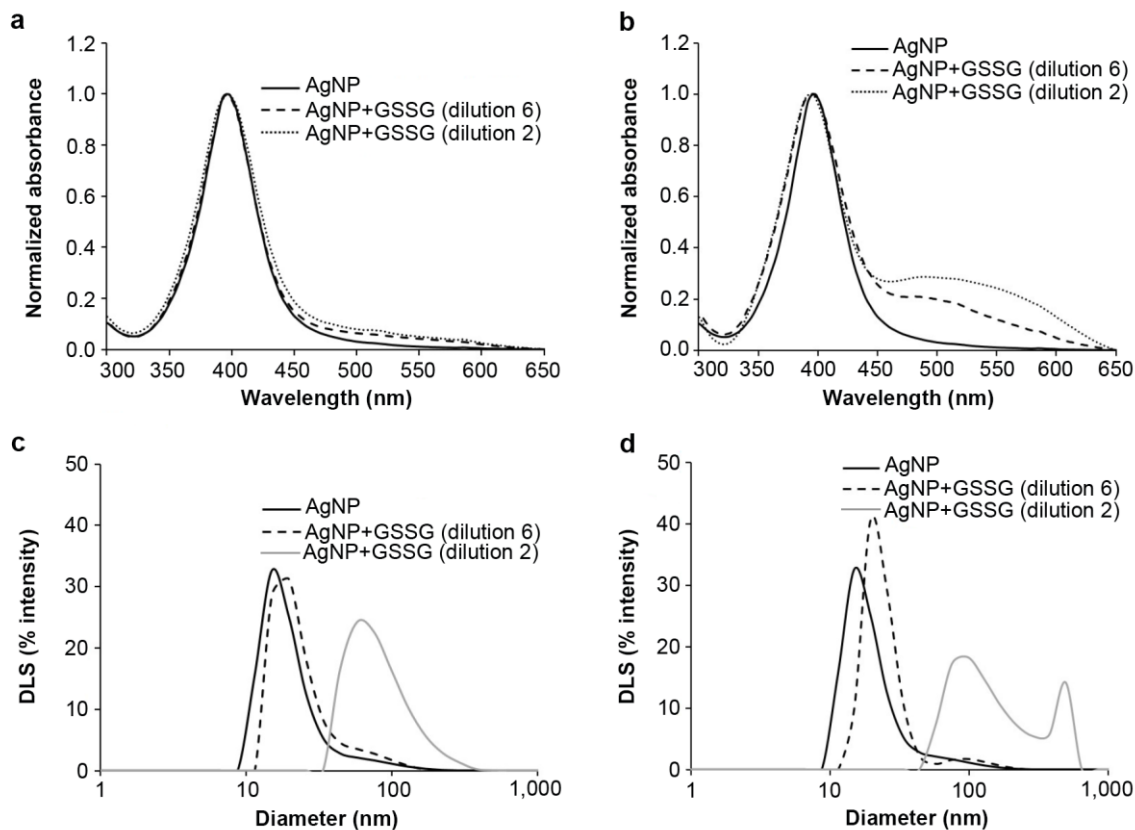 a
1.2
1.0
0.8
0.6
0.4
0.2
0.0
Normalized absorbance
AgNP
AgNP+GSSG (dilution 6)
AgNP+GSSG (dilution 2)
300 350 400 450 500 550 600 650
Wavelength (nm)
b
1.2
1.0
0.8
0.6
0.4
0.2
0.0
Normalized absorbance
AgNP
AgNP+GSSG (dilution 6)
AgNP+GSSG (dilution 2)
300 350 400 450 500 550 600 650
Wavelength (nm)
c
50
40
30
20
10
0
DLS (% intensity)
AgNP
AgNP+GSSG (dilution 6)
AgNP+GSSG (dilution 2)
1 10 100 1,000
Diameter (nm)
d
50
40
30
20
10
0
DLS (% intensity)
AgNP
AgNP+GSSG (dilution 6)
AgNP+GSSG (dilution 2)
1 10 100 1,000
Diameter (nm)